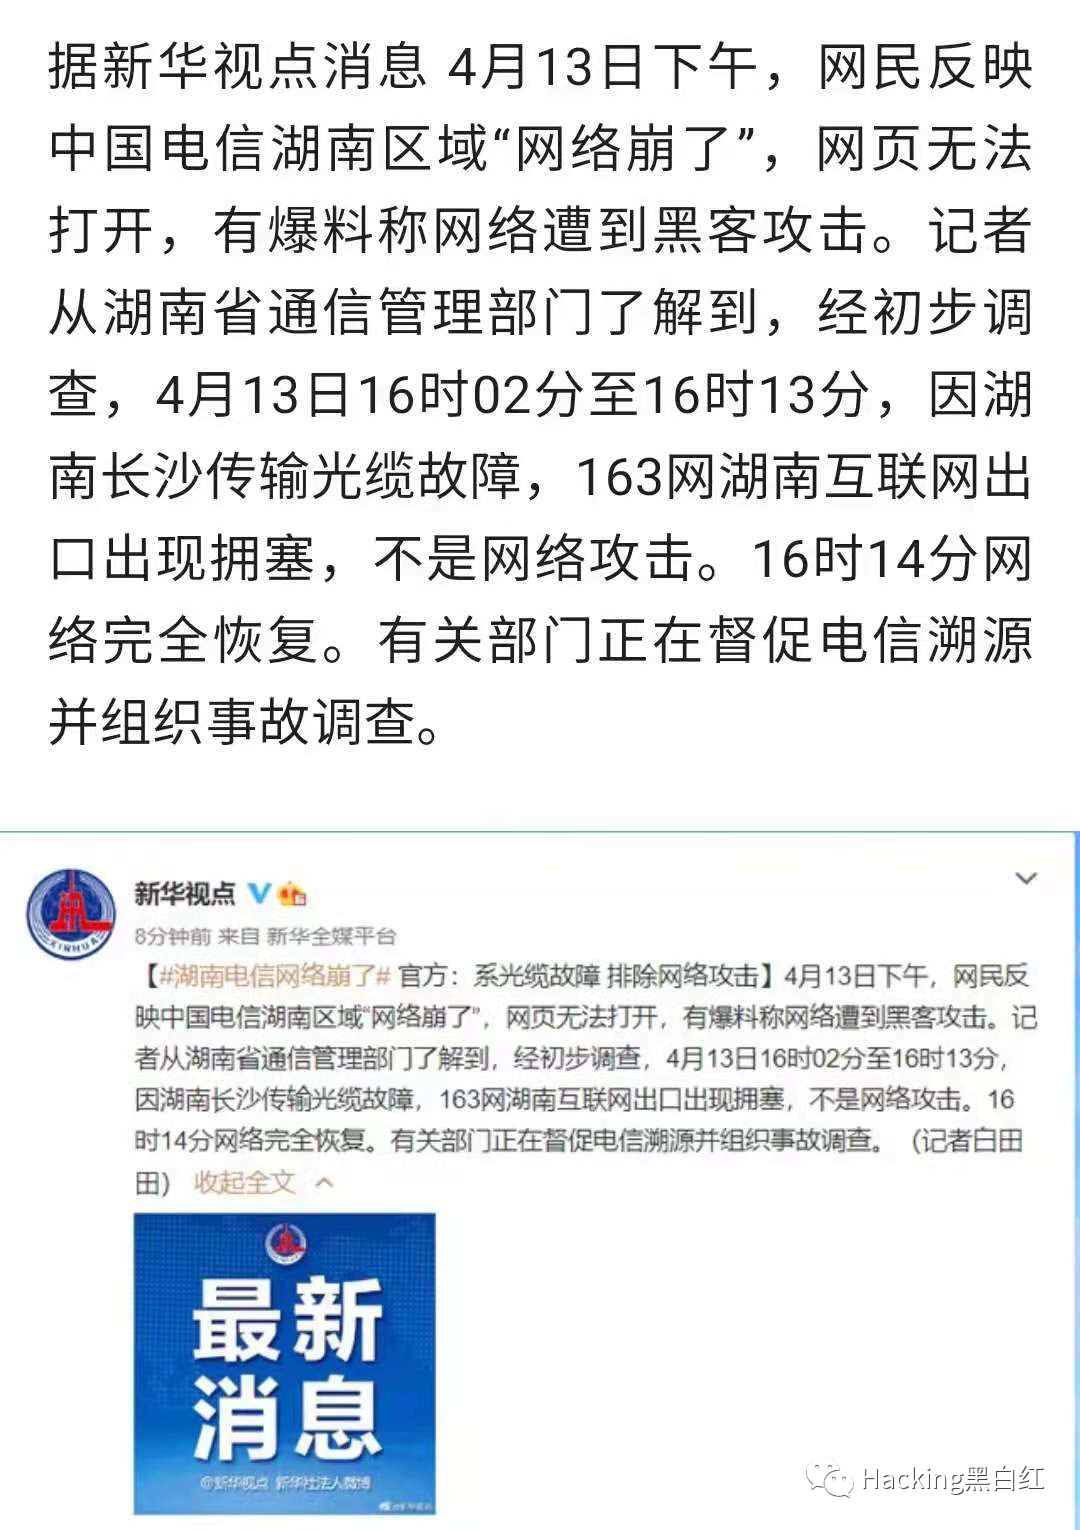 据新华视点消息 4月13日下午，网民反映
中国电信湖南区域“网络崩了”，网页无法
打开，有爆料称网络遭到黑客攻击。记者
从湖南省通信管理部门了解到，经初步调
查，4月13日16时02分至16时13分，因湖
南长沙传输光缆故障，163网湖南互联网出
口出现拥塞，不是网络攻击。16时14分网
络完全恢复。有关部门正在督促电信溯源
并组织事故调查。
XINHUA
新华视点
8分钟前 来自 新华全媒平台
【#湖南电信网络崩了# 官方：系光缆故障 排除网络攻击】4月13日下午，网民反
映中国电信湖南区域“网络崩了”，网页无法打开，有爆料称网络遭到黑客攻击。记
者从湖南省通信管理部门了解到，经初步调查，4月13日16时02分至16时13分，
因湖南长沙传输光缆故障，163网湖南互联网出口出现拥塞，不是网络攻击。16
时14分网络完全恢复。有关部门正在督促电信溯源并组织事故调查。（记者白田
田） 收起全文
最新
消息
@新华视点 新华社法人微博
Hacking黑白红